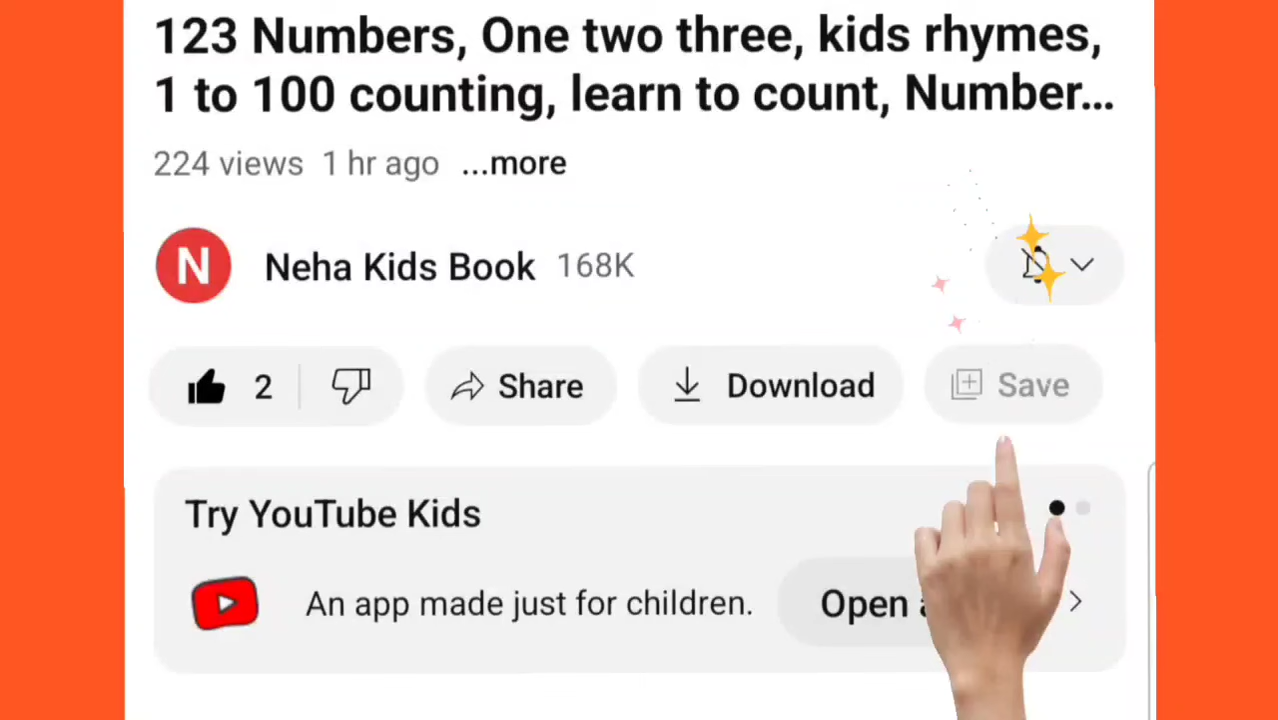 123 Numbers, One two three, kids rhymes,
1 to 100 counting, learn to count, Number...
224 views 1 hr ago ...more
N Neha Kids Book 168K
2 Share Download Save
Try YouTube Kids
An app made just for children. Open